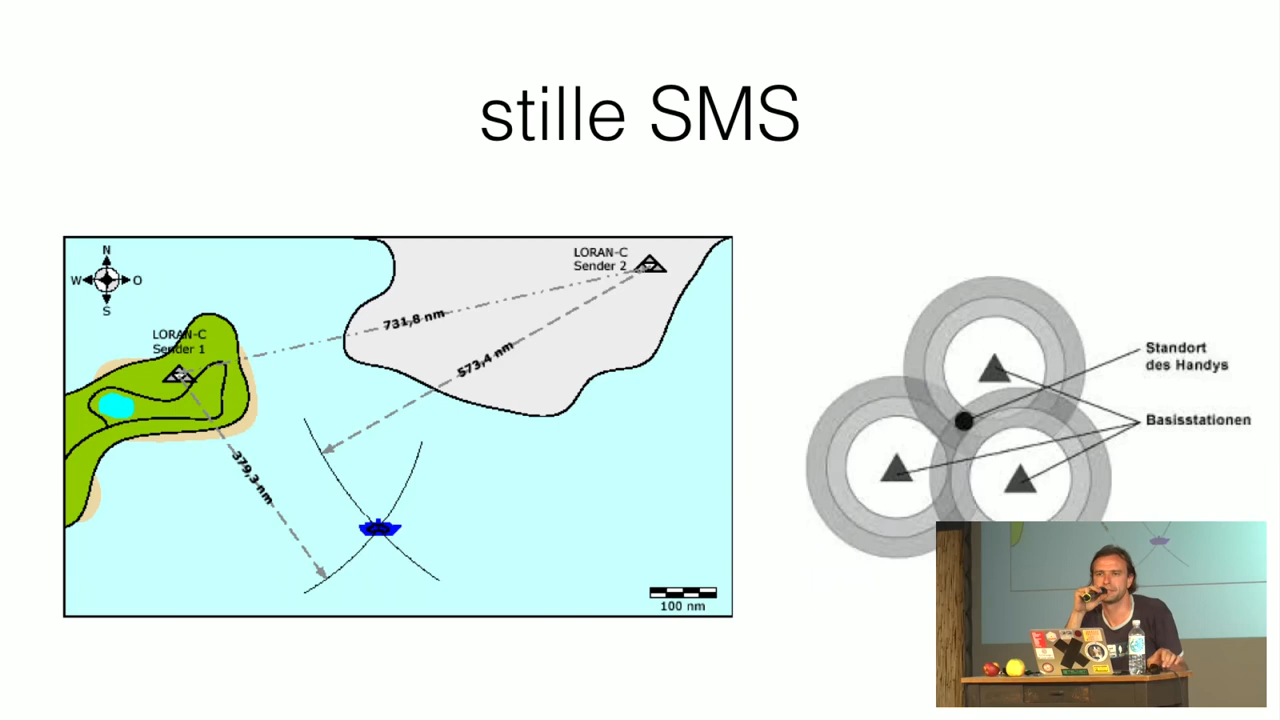 stille SMS
N
W
O
S
LORAN-C
Sender 1
LORAN-C
Sender 2
731,8 nm
573,4 nm
379,3 nm
100 nm
Standort
des Handys
Basisstationen